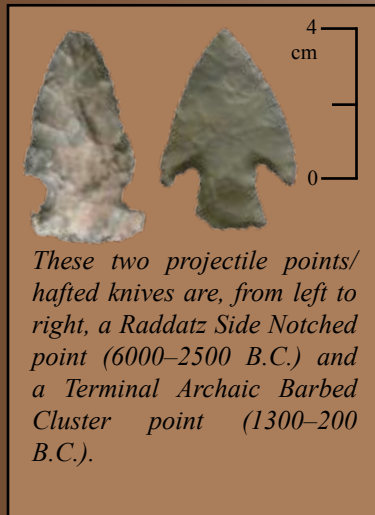 4
cm
0
These two projectile points/
hafted knives are, from left to
right, a Raddatz Side Notched
point (6000–2500 B.C.) and
a Terminal Archaic Barbed
Cluster point (1300–200
B.C.).